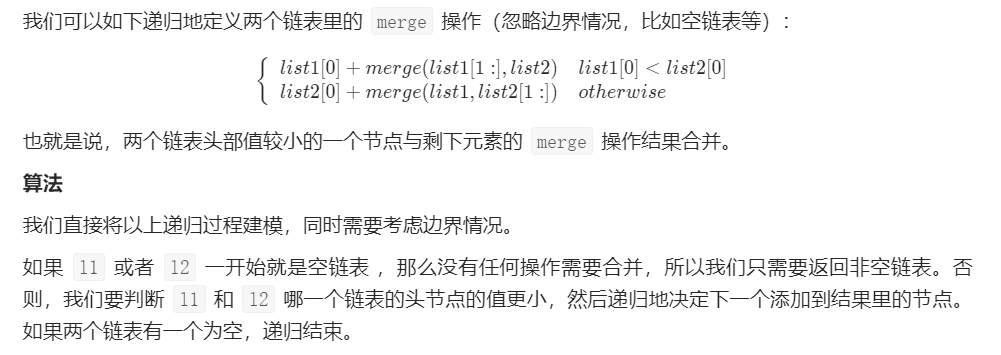 我们可以如下递归地定义两个链表里的 merge 操作（忽略边界情况，比如空链表等）：
{ list1[0] + merge(list1[1 :], list2) list1[0] < list2[0]
list2[0] + merge(list1, list2[1 :]) otherwise
也就是说，两个链表头部值较小的一个节点与剩下元素的 merge 操作结果合并。
算法
我们直接将以上递归过程建模，同时需要考虑边界情况。
如果 l1 或者 l2 一开始就是空链表 ，那么没有任何操作需要合并，所以我们只需要返回非空链表。否
则，我们要判断 l1 和 l2 哪一个链表的头节点的值更小，然后递归地决定下一个添加到结果里的节点。
如果两个链表有一个为空，递归结束。